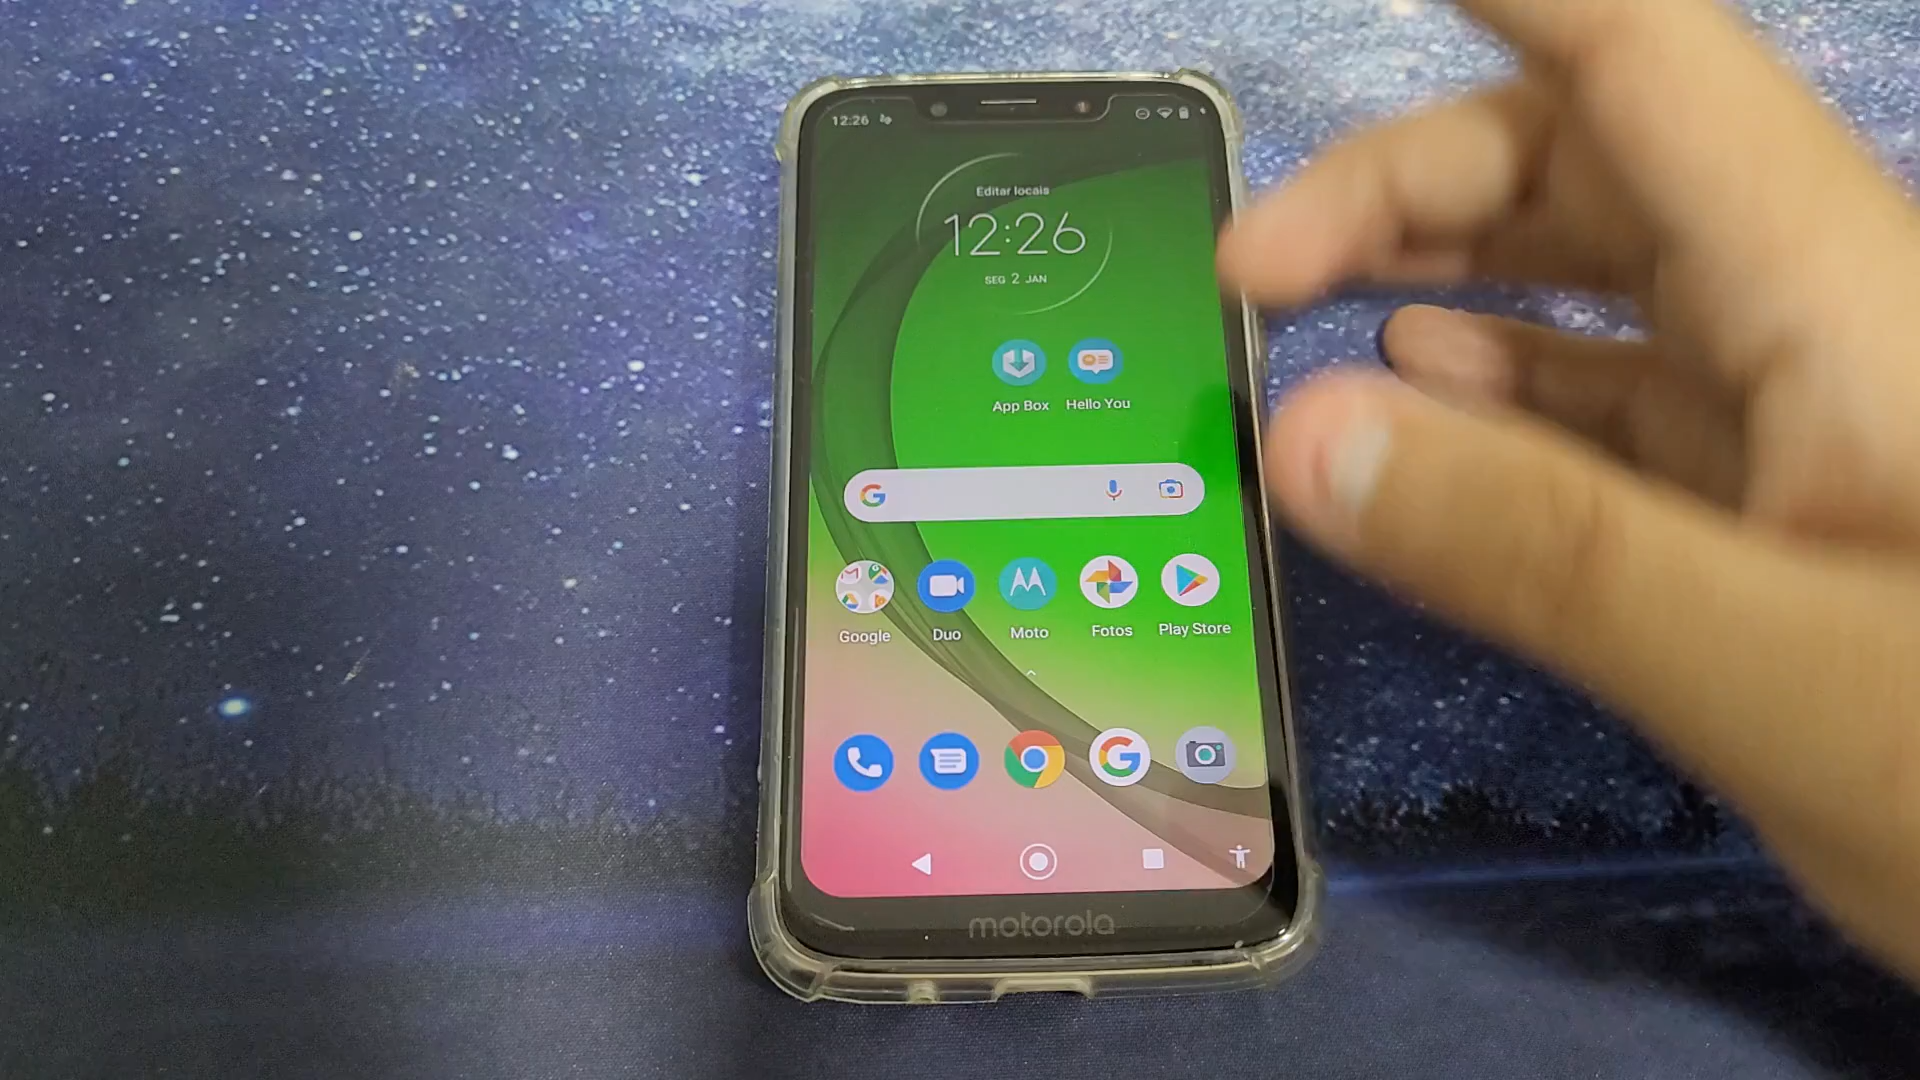 12:26
Editar locais
12:26
SEG 2 JAN
App Box Hello You
Google Duo Moto Fotos Play Store
motorola